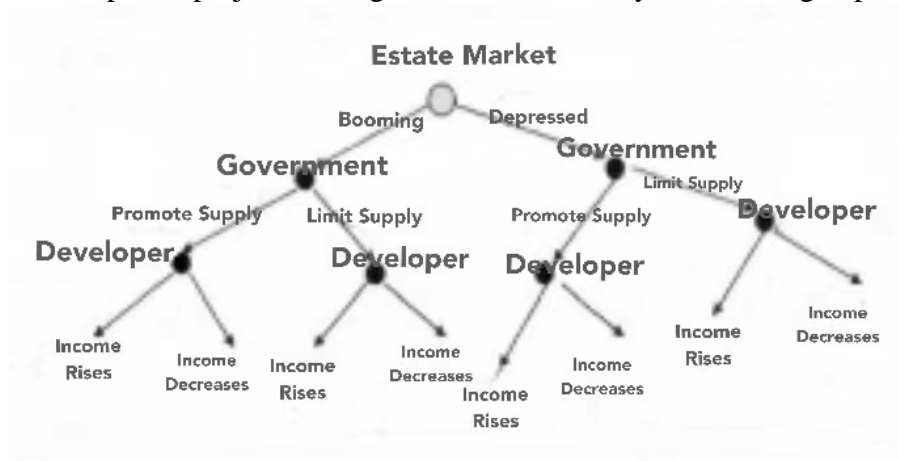 Estate Market
Booming
Depressed
Government
Government
Promote Supply
Limit Supply
Promote Supply
Limit Supply
Developer
Developer
Developer
Developer
Income
Rises
Income
Decreases
Income
Rises
Income
Decreases
Income
Rises
Income
Decreases
Income
Rises
Income
Decreases